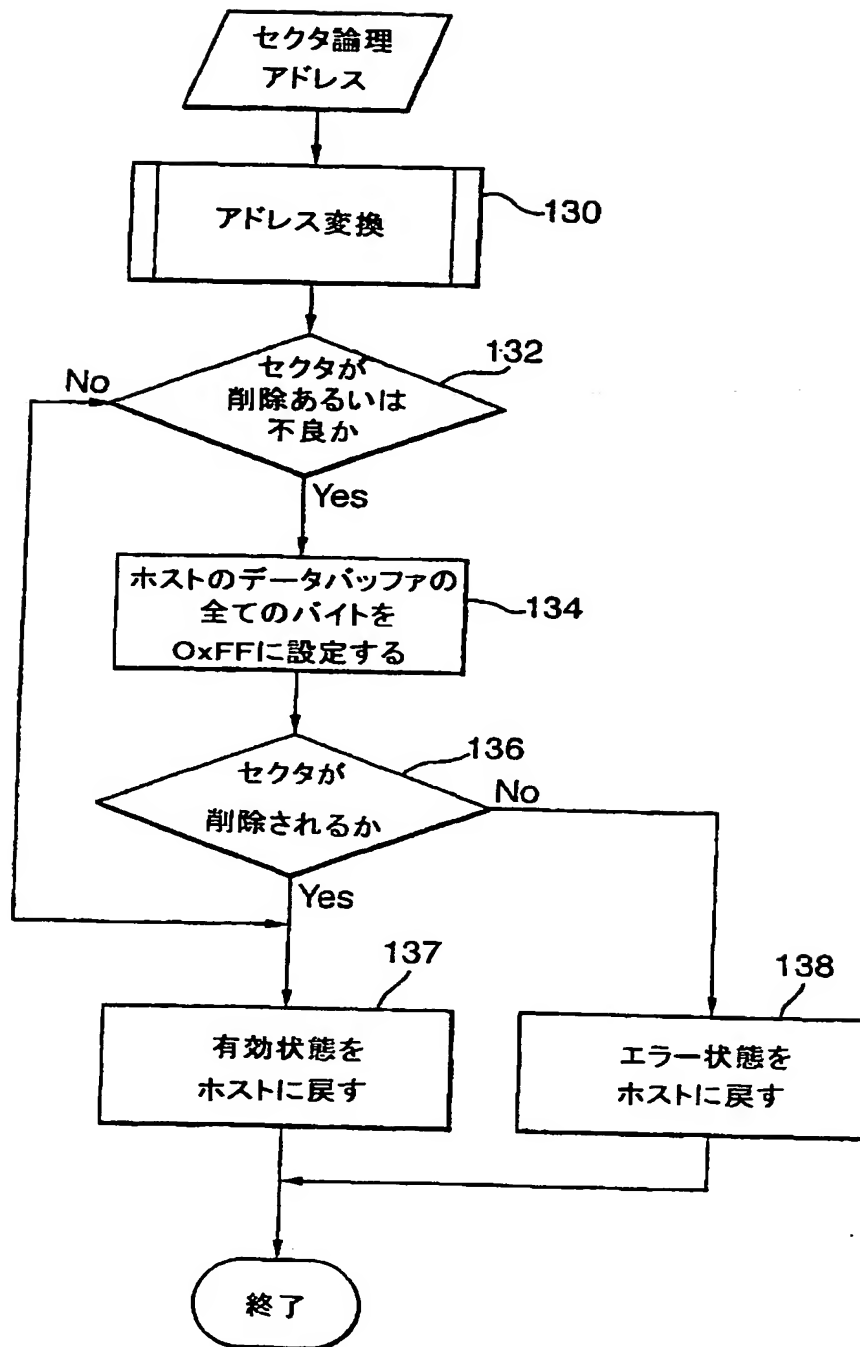 セクタ論理
アドレス
アドレス変換
130
セクタが
削除あるいは
不良か
132
No
Yes
ホストのデータバッファの
全てのバイトを
0xFFに設定する
134
セクタが
削除されるか
136
No
Yes
137
有効状態を
ホストに戻す
138
エラー状態を
ホストに戻す
終了